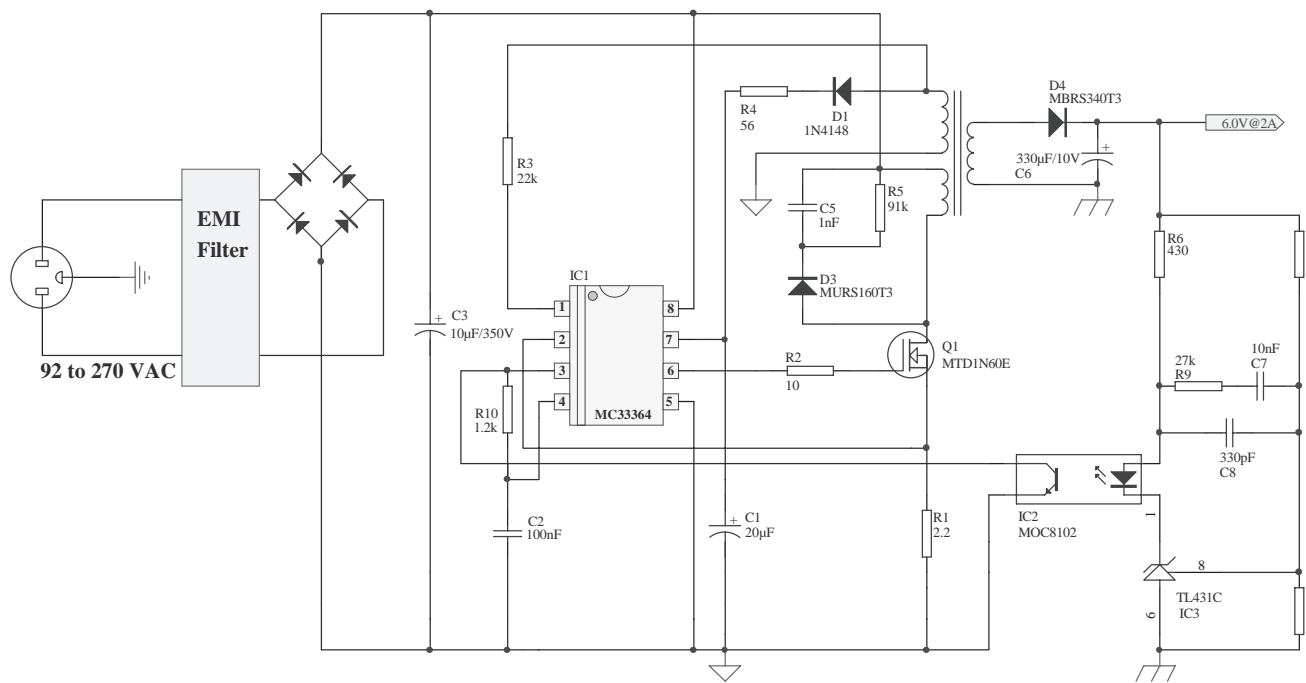 D4
MBRS340T3
R4
56
D1
1N4148
6.0V@2A
330μF/10V
C6
R3
22k
R5
91k
C5
1nF
EMI
Filter
R6
430
D3
MURS160T3
IC1
1
8
C3
10μF/350V
2
7
Q1
MTD1N60E
92 to 270 VAC
3
6
R2
10
10nF
C7
27k
R9
4
5
MC33364
R10
1.2k
330pF
C8
C2
100nF
C1
20μF
R1
2.2
IC2
MOC8102
1
8
TL431C
IC3
6